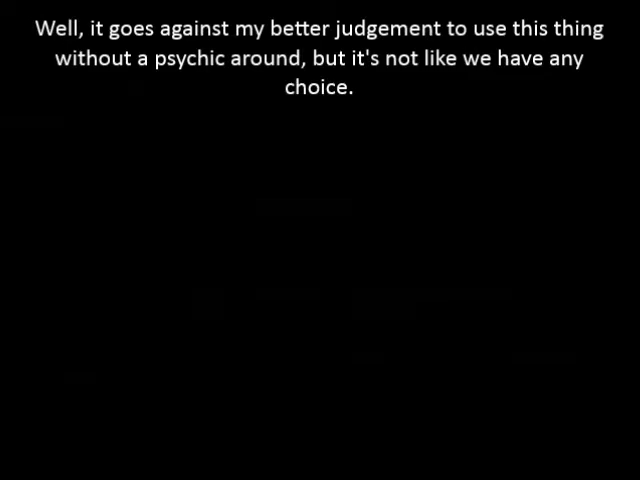 Well, it goes against my better judgement to use this thing
without a psychic around, but it's not like we have any
choice.